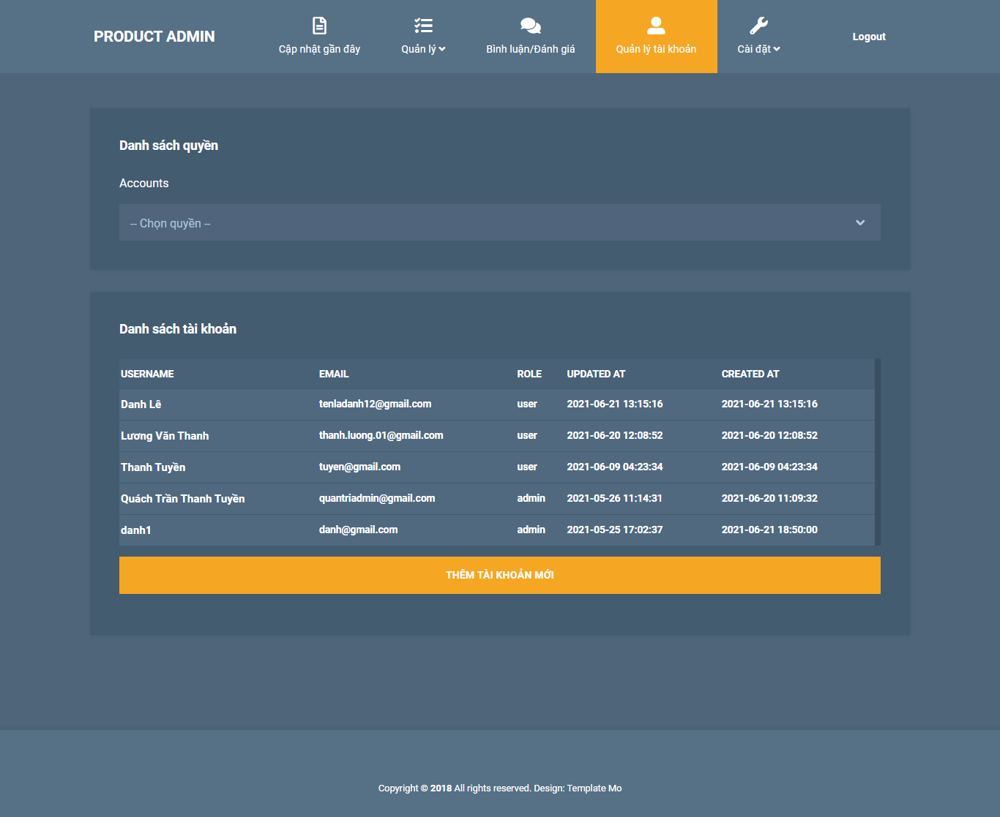 PRODUCT ADMIN
Cập nhật gần đây
Quản lý
Bình luận/Đánh giá
Quản lý tài khoản
Cài đặt
Logout
Danh sách quyền
Accounts
-- Chọn quyền --
Danh sách tài khoản
USERNAME EMAIL ROLE UPDATED AT CREATED AT
Danh Lê tenladanh12@gmail.com user 2021-06-21 13:15:16 2021-06-21 13:15:16
Lương Văn Thanh thanh.luong.01@gmail.com user 2021-06-20 12:08:52 2021-06-20 12:08:52
Thanh Tuyền tuyen@gmail.com user 2021-06-09 04:23:34 2021-06-09 04:23:34
Quách Trần Thanh Tuyền quantriadmin@gmail.com admin 2021-05-26 11:14:31 2021-06-20 11:09:32
danh1 danh@gmail.com admin 2021-05-25 17:02:37 2021-06-21 18:50:00
THÊM TÀI KHOẢN MỚI
Copyright © 2018 All rights reserved. Design: Template Mo